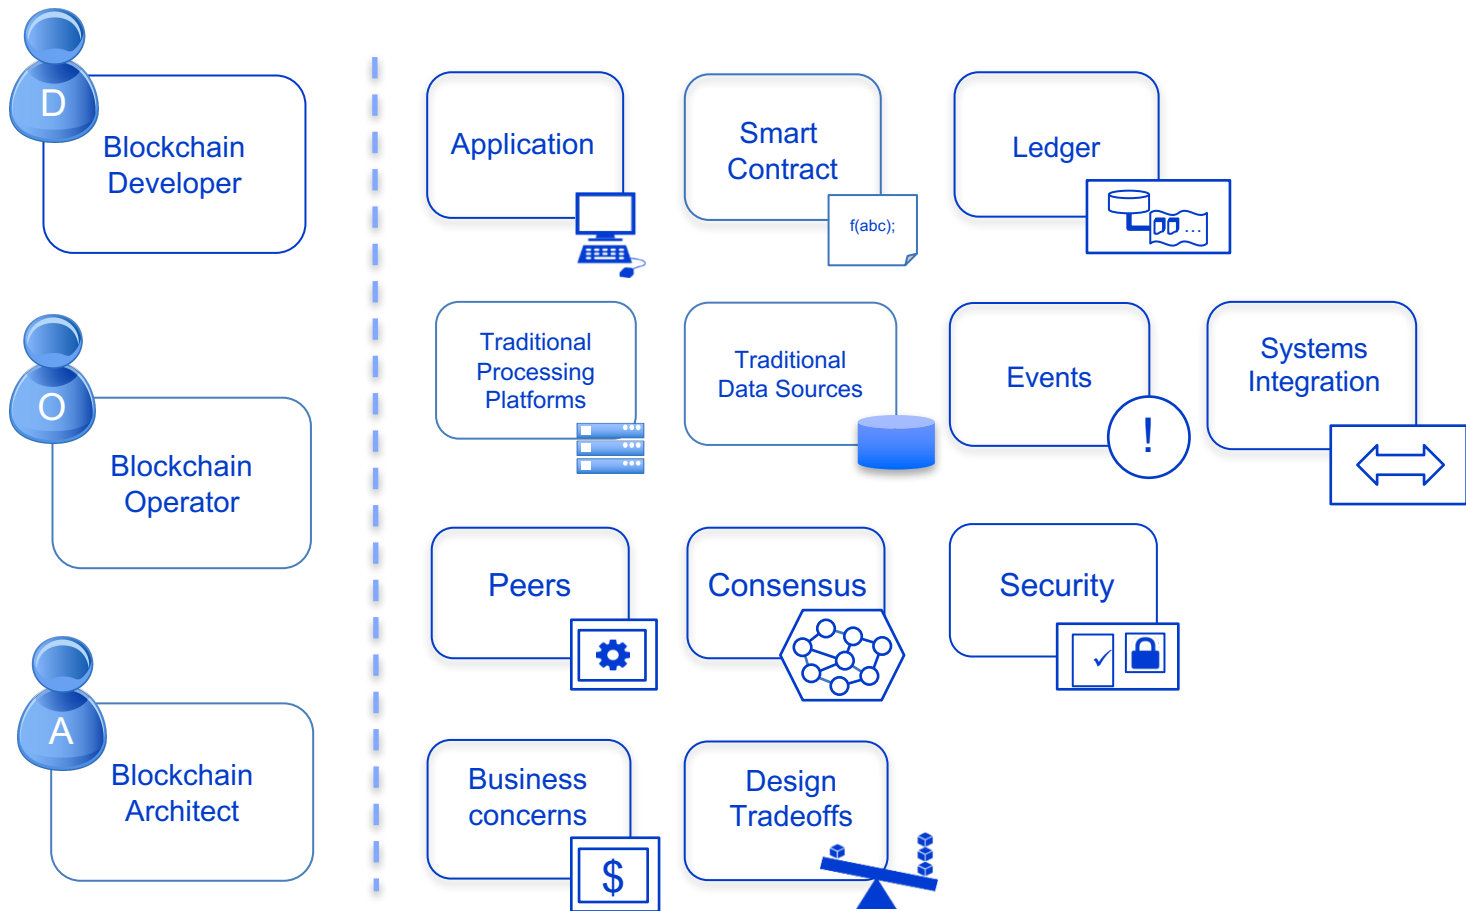 D
Blockchain
Developer
Application
Smart
Contract
f(abc);
Ledger
...
O
Blockchain
Operator
Traditional
Processing
Platforms
Traditional
Data Sources
Events
!
Systems
Integration
Peers
Consensus
Security
✓
A
Blockchain
Architect
Business
concerns
$
Design
Tradeoffs